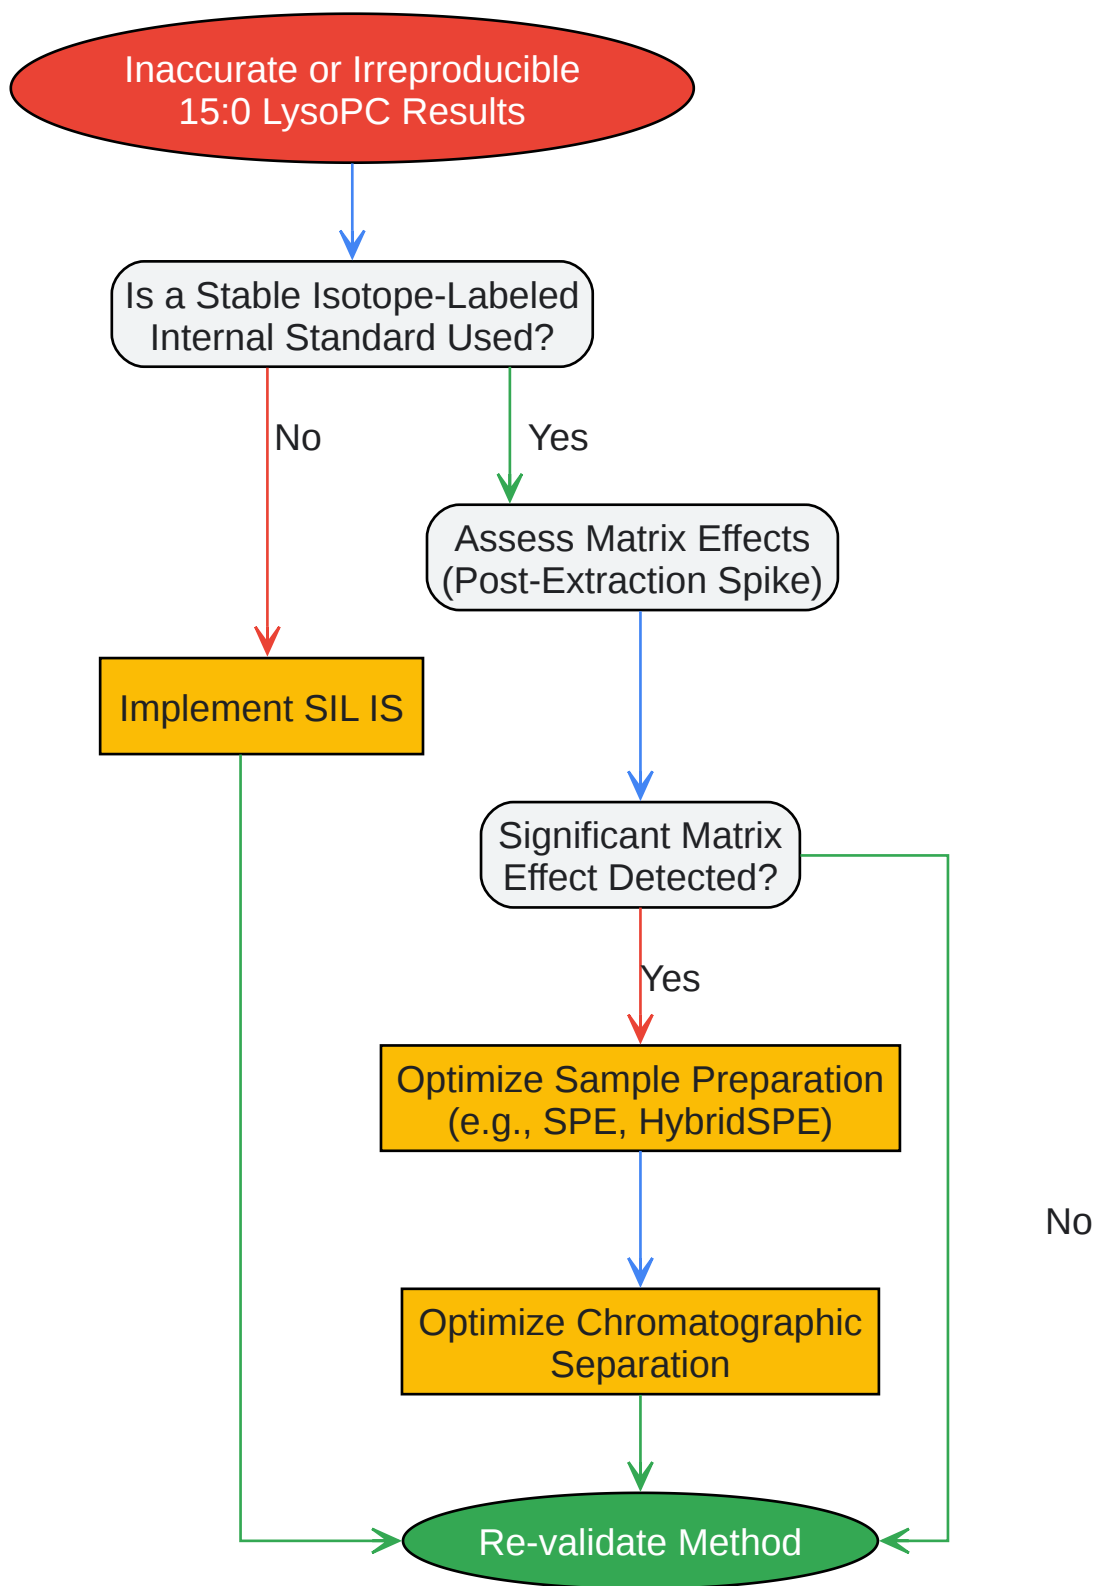 Inaccurate or Irreproducible
15:0 LysoPC Results
Is a Stable Isotope-Labeled
Internal Standard Used?
No
Yes
Assess Matrix Effects
(Post-Extraction Spike)
Implement SIL IS
Significant Matrix
Effect Detected?
Yes
Optimize Sample Preparation
(e.g., SPE, HybridSPE)
No
Optimize Chromatographic
Separation
Re-validate Method